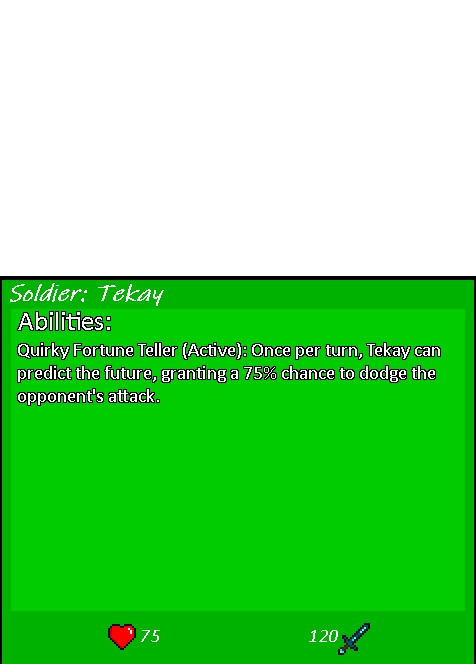 Soldier: Tekay
Abilities:
Quirky Fortune Teller (Active): Once per turn, Tekay can
predict the future, granting a 75% chance to dodge the
opponent's attack.
75
120